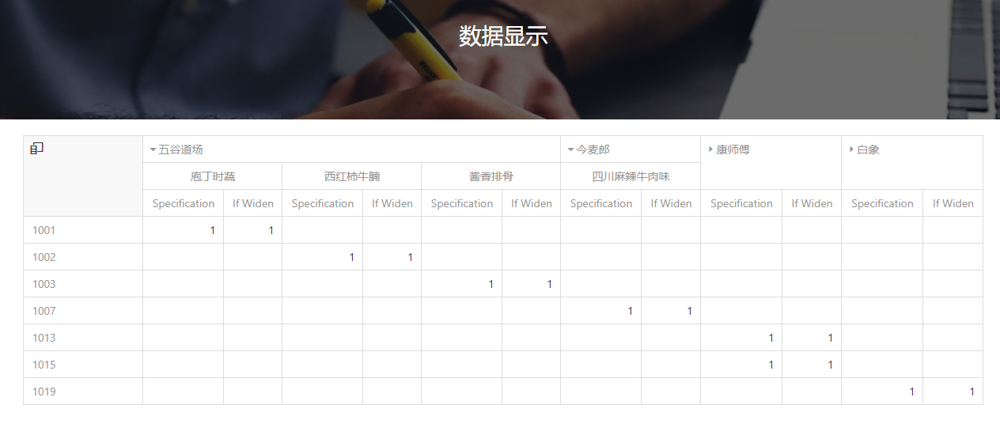 数据显示
五谷道场 今麦郎 康师傅 白象
庖丁时蔬 西红柿牛腩 酱香排骨 四川麻辣牛肉味
Specification If Widen Specification If Widen Specification If Widen Specification If Widen Specification If Widen Specification If Widen
1001 1 1
1002 1 1
1003 1 1
1007 1 1
1013 1 1
1015 1 1
1019 1 1